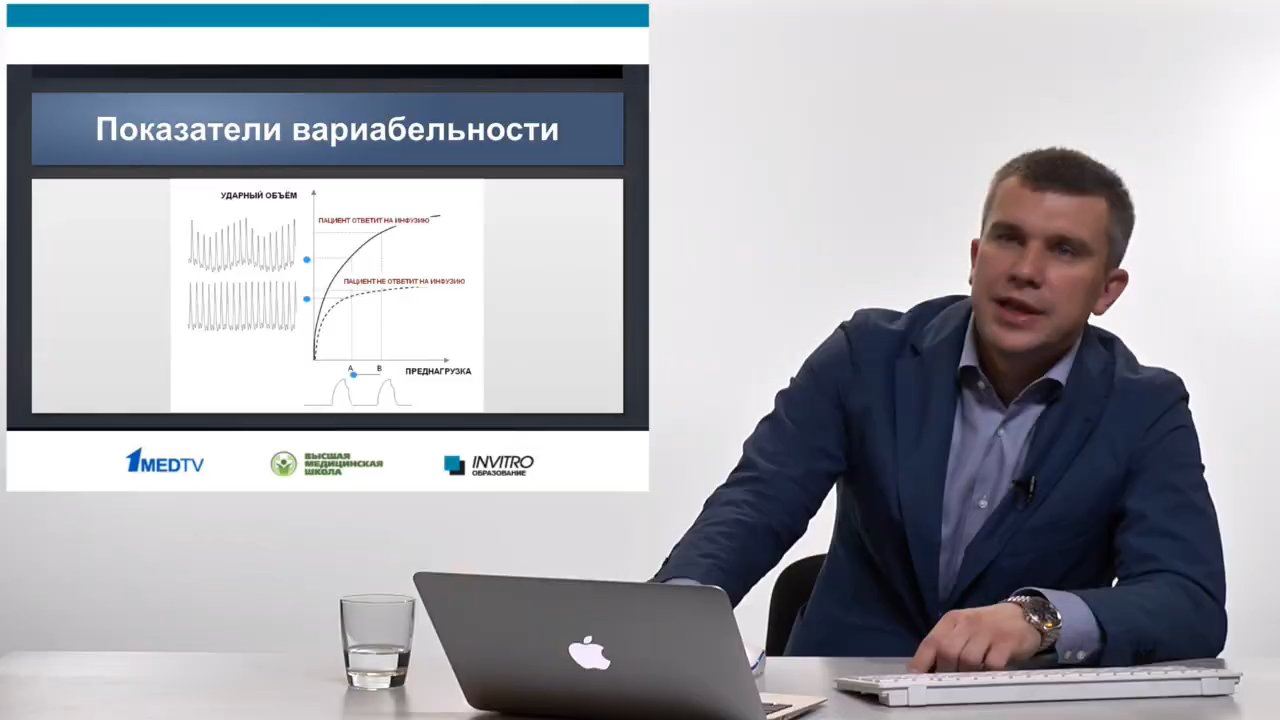 Показатели вариабельности
УДАРНЫЙ ОБЪЁМ
ПАЦИЕНТ ОТВЕТИТ НА ИНФУЗИЮ
ПАЦИЕНТ НЕ ОТВЕТИТ НА ИНФУЗИЮ
A B
ПРЕДНАГРУЗКА
1MEDTV
ВЫСШАЯ
МЕДИЦИНСКАЯ
ШКОЛА
INVITRO
ОБРАЗОВАНИЕ